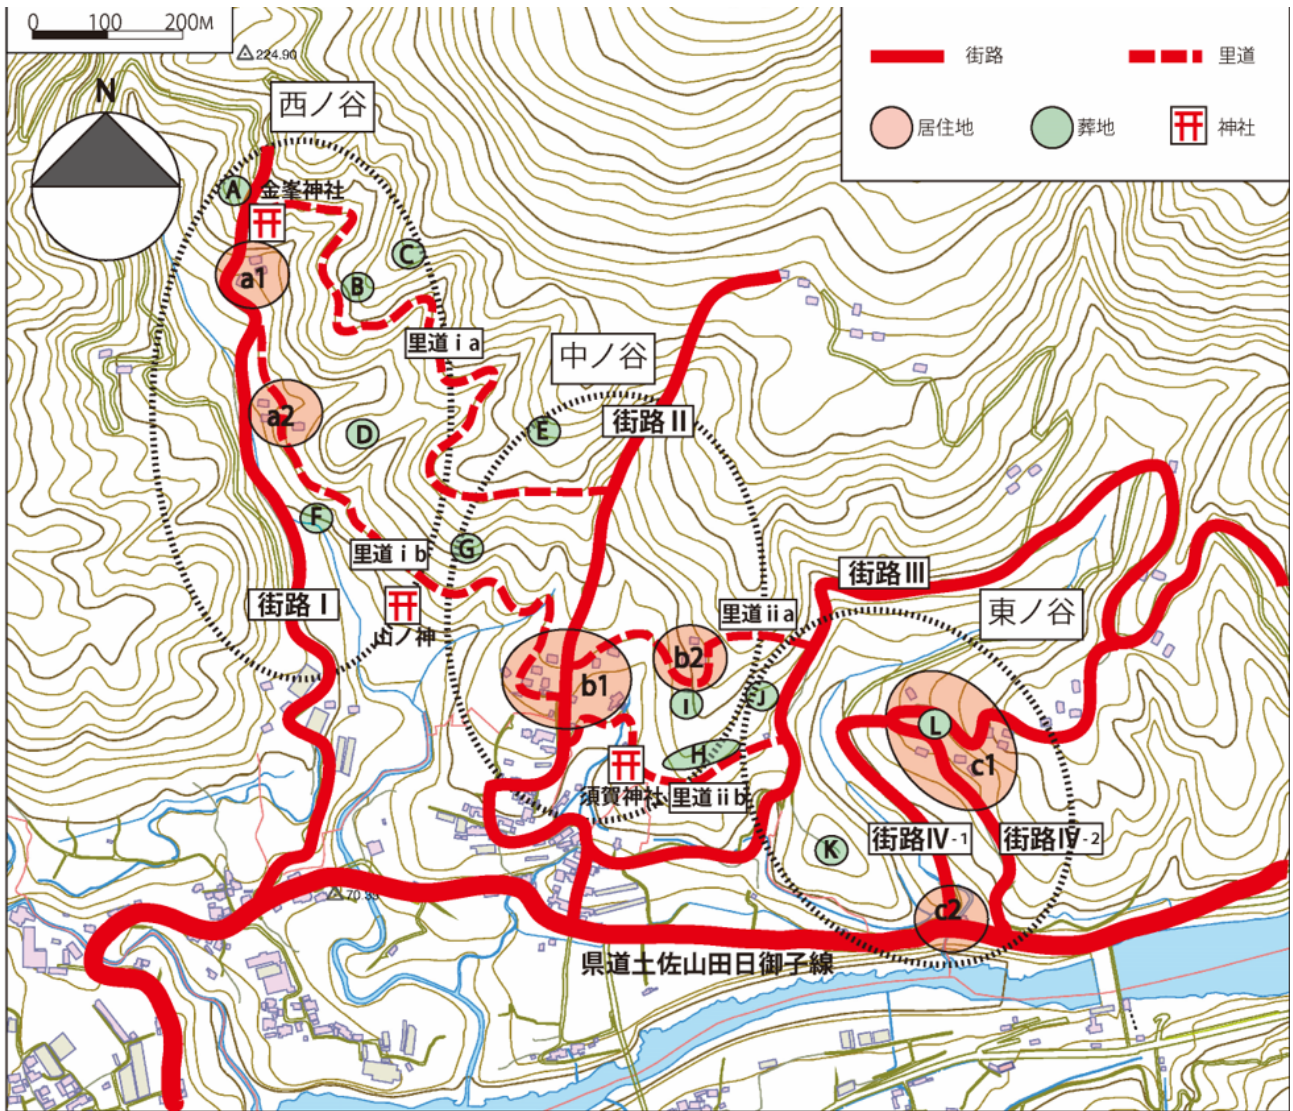 0 100 200M
224.90
N
街路
里道
居住地
葬地
神社
西ノ谷
A
金峯神社
a1
C
B
里道ⅰa
中ノ谷
街路Ⅱ
a2
D
E
F
里道ⅰb
G
街路Ⅲ
街路Ⅰ
山ノ神
里道ⅱa
東ノ谷
b1
b2
I
J
L
H
c1
須賀神社
里道ⅱb
K
街路Ⅳ-1
街路Ⅳ-2
c2
県道土佐山田日御子線